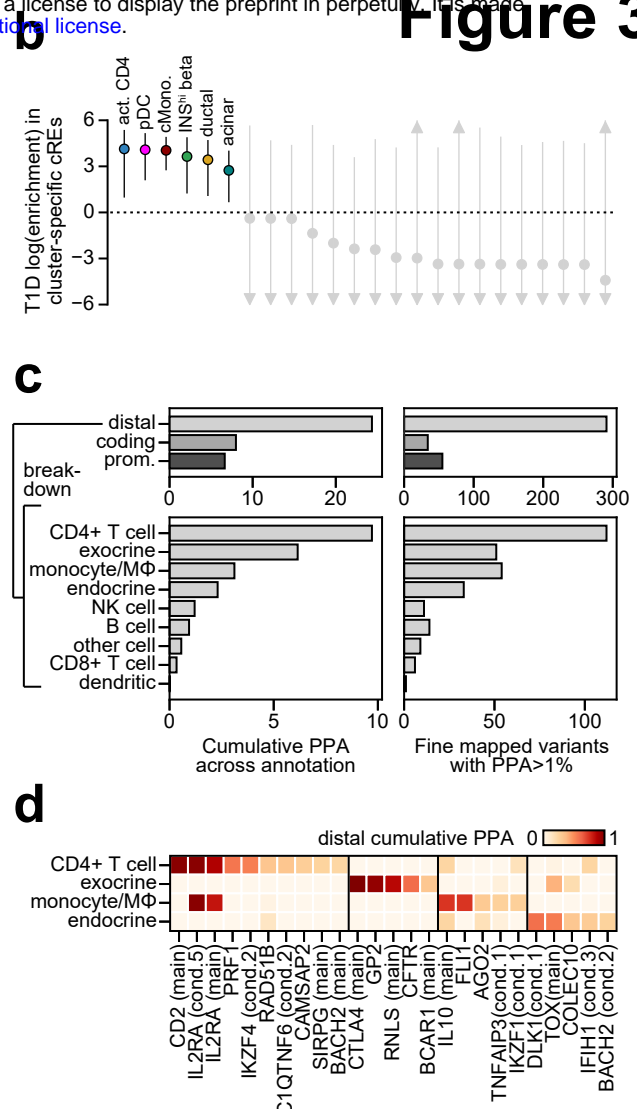 a license to display the preprint in perpetuity. It is made
tional license.
Figure 3
b
T1D log(enrichment) in
cluster-specific cREs
6
3
0
−3
−6
act. CD4
pDC
cMono.
INShi beta
ductal
acinar
c
distal
coding
prom.
break-
down
0 10 20
0 100 200 300
CD4+ T cell
exocrine
monocyte/MΦ
endocrine
NK cell
B cell
other cell
CD8+ T cell
dendritic
0 5 10
0 50 100
Cumulative PPA
across annotation
Fine mapped variants
with PPA>1%
d
distal cumulative PPA 0 1
CD4+ T cell
exocrine
monocyte/MΦ
endocrine
CD2 (main)
IL2RA (cond.5)
IL2RA (main)
PRF1
IKZF4 (cond.2)
RAD51B
C1QTNF6 (cond.2)
CAMSAP2
SIRPG (main)
BACH2 (main)
CTLA4 (main)
GP2
RNLS (main)
CFTR
BCAR1 (main)
IL10 (main)
FLI1
AGO2
TNFAIP3(cond.1)
IKZF1(cond.1)
DLK1(cond.1)
TOX(main)
COLEC10
IFIH1 (cond.3)
BACH2 (cond.2)